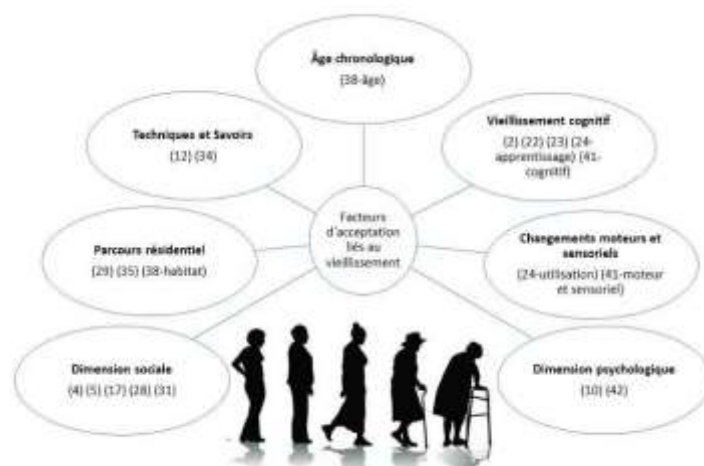 Âge chronologique
(38-âge)
Techniques et Savoirs
(12) (34)
Vieillissement cognitif
(2) (22) (23) (24-
apprentissage) (41-
cognitif)
Facteurs
d'acceptation
liés au
vieillissement
Parcours résidentiel
(29) (35) (38-habitat)
Changements moteurs et
sensoriels
(24-utilisation) (41-moteur
et sensoriel)
Dimension sociale
(4) (5) (17) (28) (31)
Dimension psychologique
(10) (42)